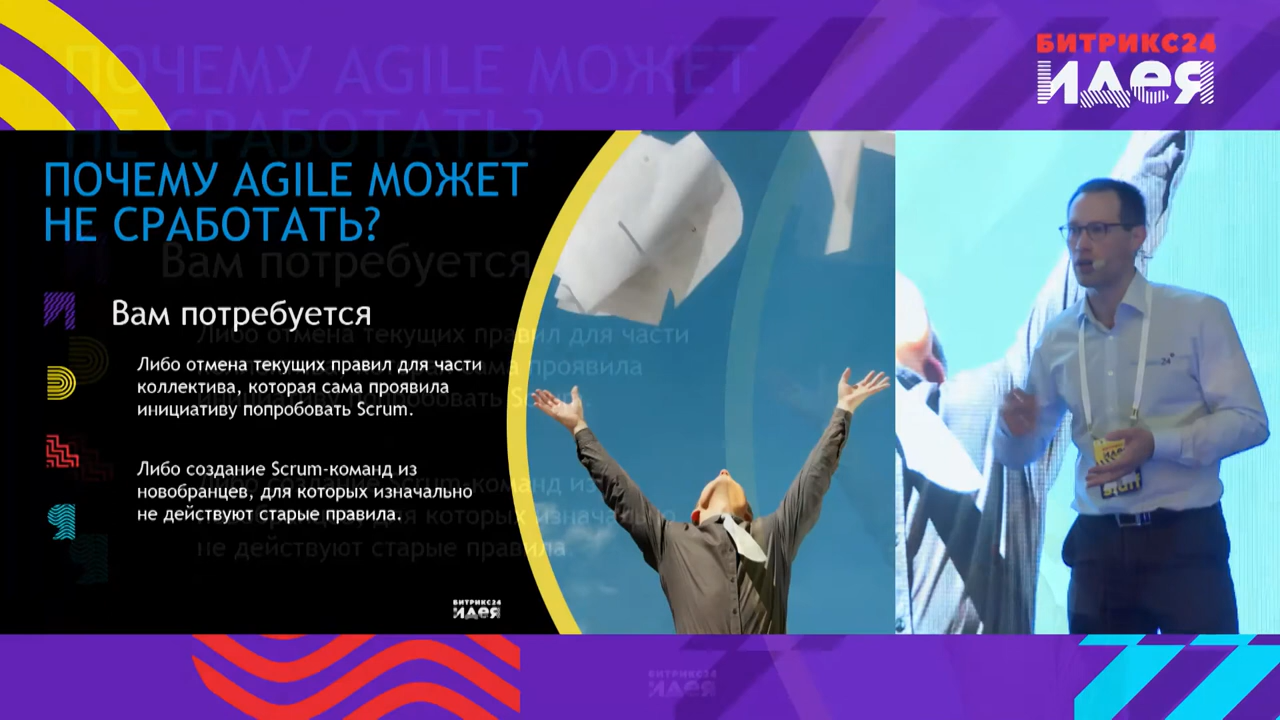 БИТРИКС24
ИДЕЯ
ПОЧЕМУ AGILE МОЖЕТ
НЕ СРАБОТАТЬ?
Вам потребуется
Либо отмена текущих правил для части
коллектива, которая сама проявила
инициативу попробовать Scrum.
Либо создание Scrum-команд из
новобранцев, для которых изначально
не действуют старые правила.
БИТРИКС24
ИДЕЯ